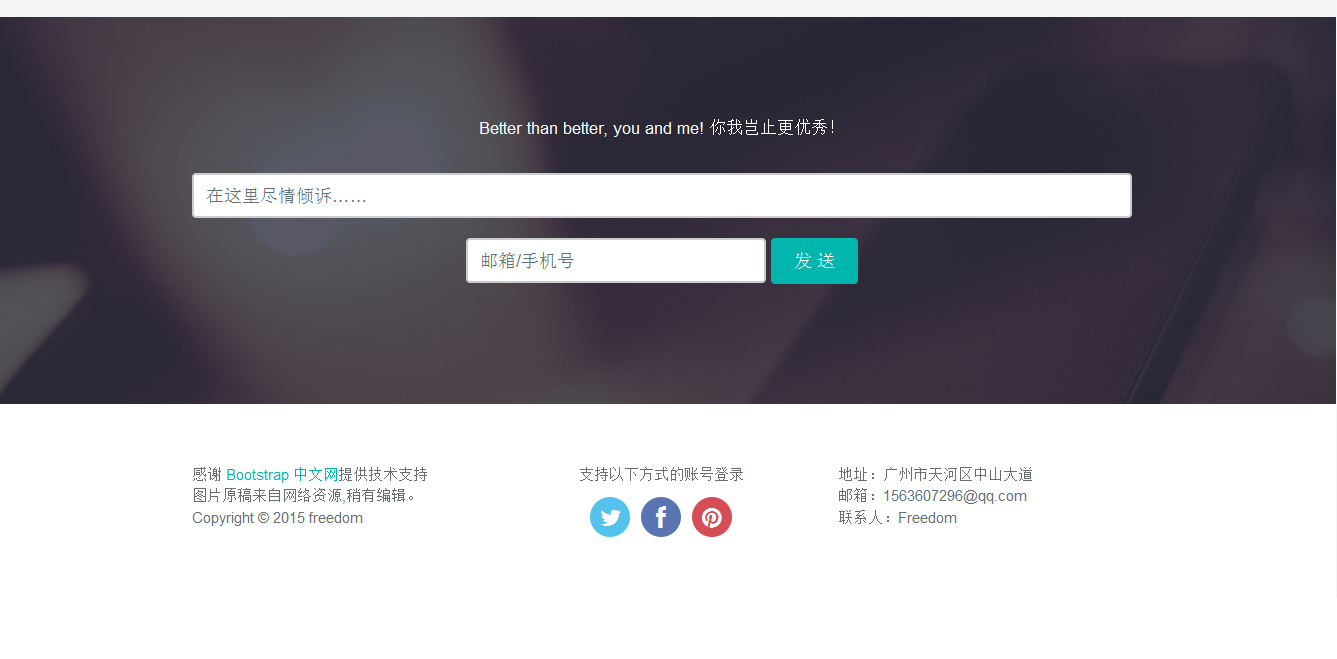 Better than better, you and me! 你我岂止更优秀!
在这里尽情倾诉……
邮箱/手机号
发 送
感谢 Bootstrap 中文网提供技术支持
图片原稿来自网络资源,稍有编辑。
Copyright © 2015 freedom
支持以下方式的账号登录
地址：广州市天河区中山大道
邮箱：1563607296@qq.com
联系人：Freedom